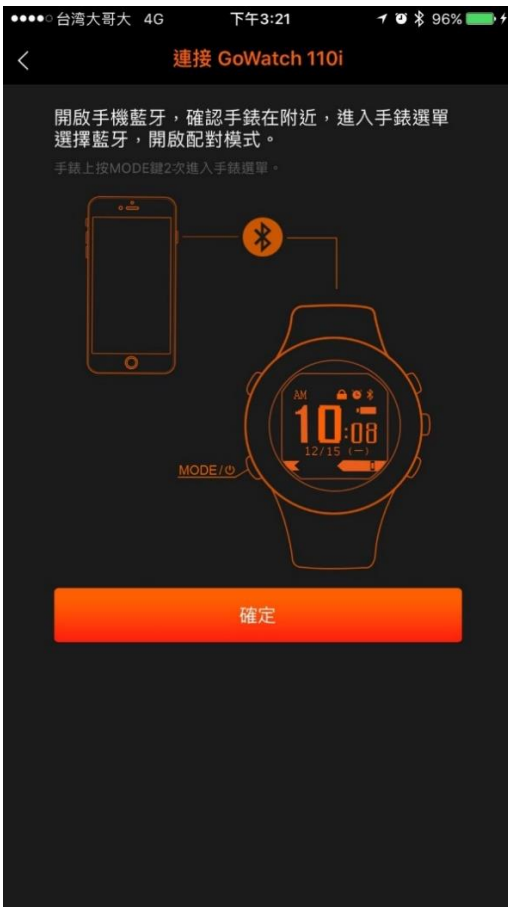 台湾大哥大 4G 下午3:21 96%
連接 GoWatch 110i
開啟手機藍牙，確認手錶在附近，進入手錶選單
選擇藍牙，開啟配對模式。
手錶上按MODE鍵2次進入手錶選單。
AM
10:08
12/15 (一)
MODE/⏻
確定